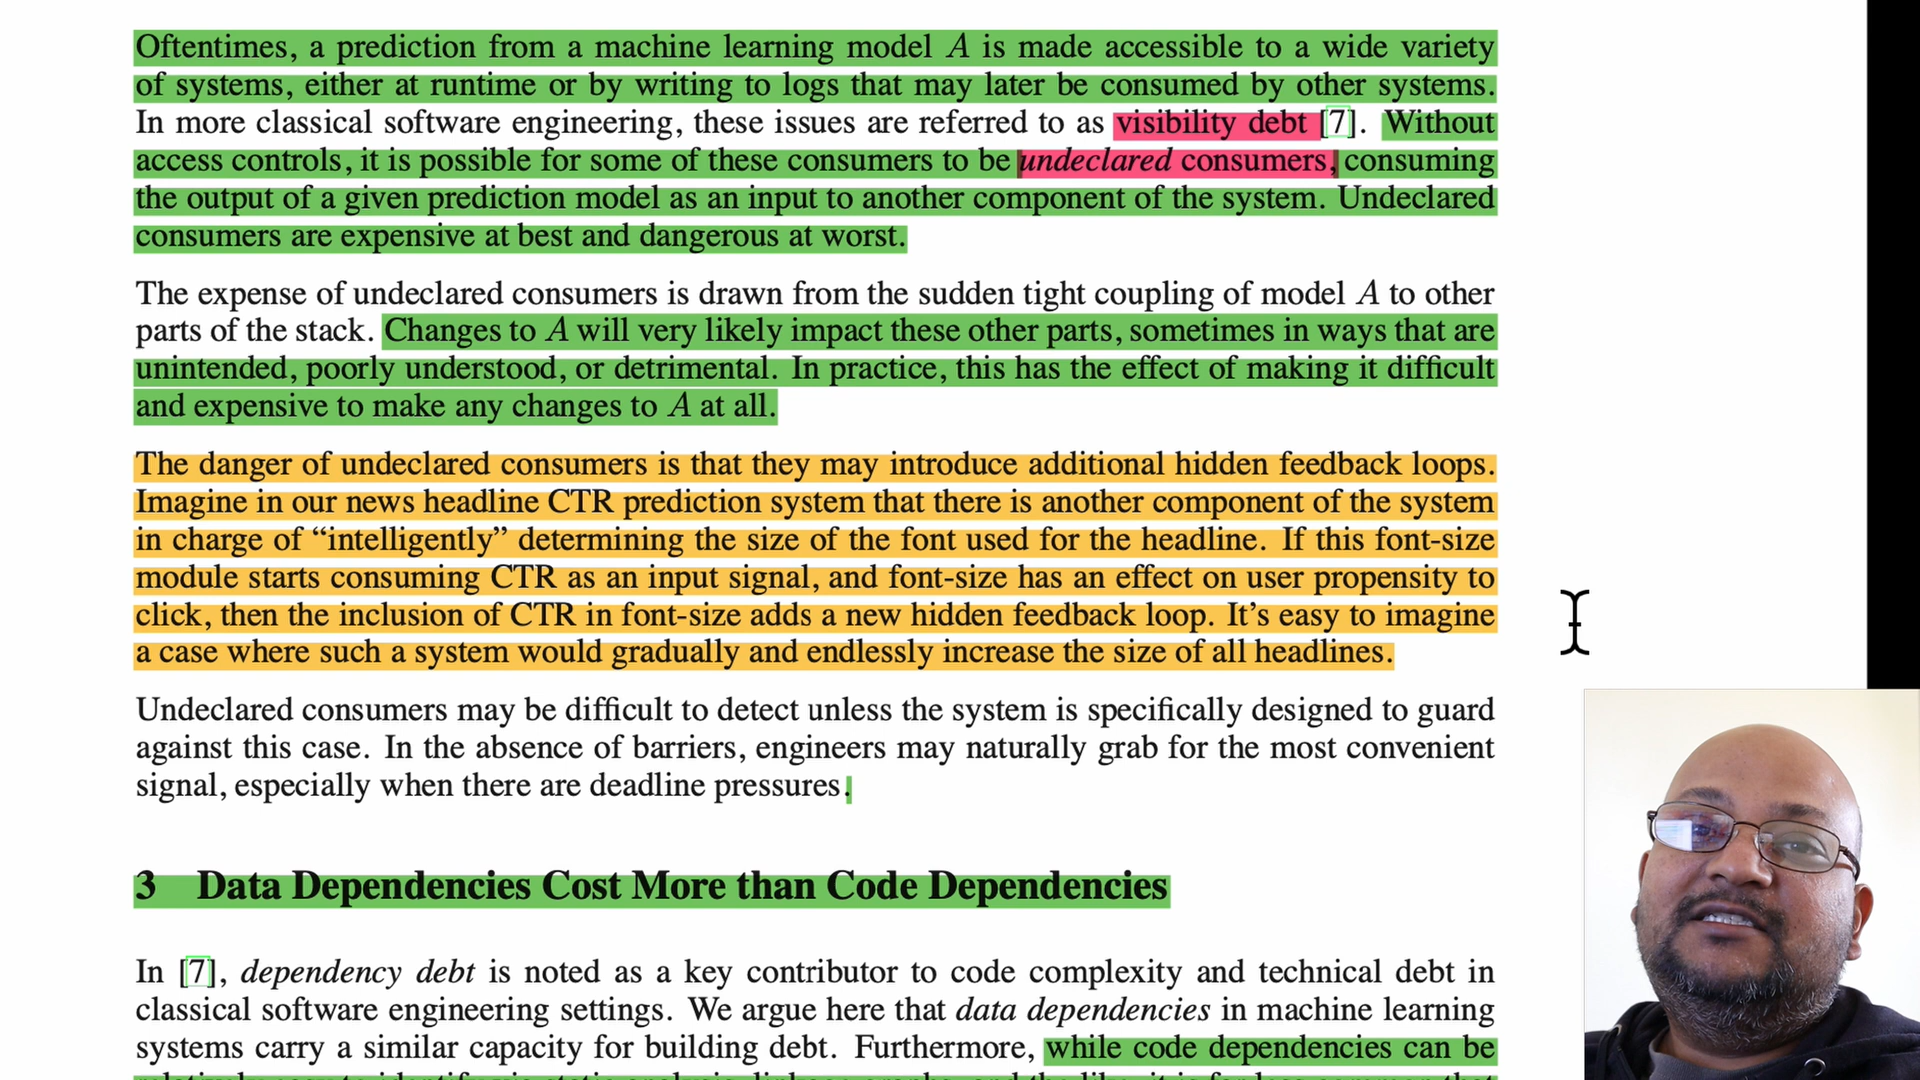 Oftentimes, a prediction from a machine learning model A is made accessible to a wide variety
of systems, either at runtime or by writing to logs that may later be consumed by other systems.
In more classical software engineering, these issues are referred to as visibility debt [7]. Without
access controls, it is possible for some of these consumers to be undeclared consumers, consuming
the output of a given prediction model as an input to another component of the system. Undeclared
consumers are expensive at best and dangerous at worst.
The expense of undeclared consumers is drawn from the sudden tight coupling of model A to other
parts of the stack. Changes to A will very likely impact these other parts, sometimes in ways that are
unintended, poorly understood, or detrimental. In practice, this has the effect of making it difficult
and expensive to make any changes to A at all.
The danger of undeclared consumers is that they may introduce additional hidden feedback loops.
Imagine in our news headline CTR prediction system that there is another component of the system
in charge of “intelligently” determining the size of the font used for the headline. If this font-size
module starts consuming CTR as an input signal, and font-size has an effect on user propensity to
click, then the inclusion of CTR in font-size adds a new hidden feedback loop. It’s easy to imagine
a case where such a system would gradually and endlessly increase the size of all headlines.
Undeclared consumers may be difficult to detect unless the system is specifically designed to guard
against this case. In the absence of barriers, engineers may naturally grab for the most convenient
signal, especially when there are deadline pressures.
3 Data Dependencies Cost More than Code Dependencies
In [7], dependency debt is noted as a key contributor to code complexity and technical debt in
classical software engineering settings. We argue here that data dependencies in machine learning
systems carry a similar capacity for building debt. Furthermore, while code dependencies can be